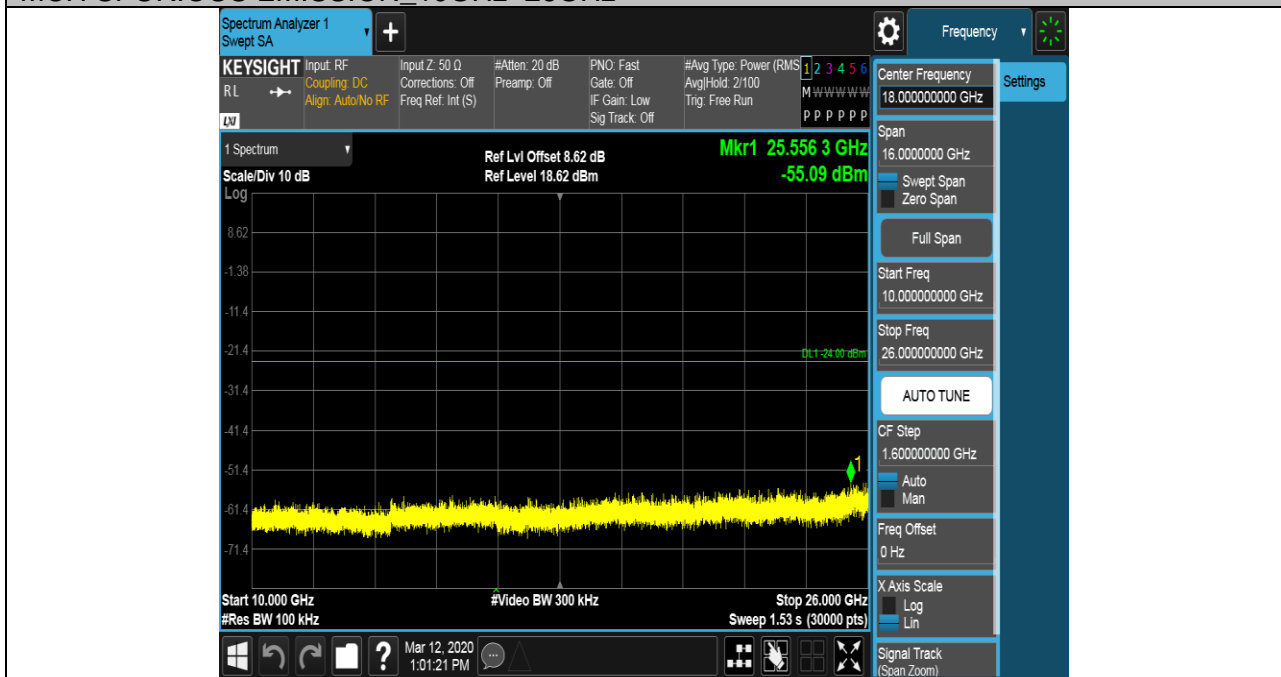 Spectrum Analyzer 1
Swept SA
+
Frequency
KEYSIGHT
RL
LXI
Input: RF
Coupling: DC
Align: Auto/No RF
Input Z: 50 Ω
Corrections: Off
Freq Ref: Int (S)
#Atten: 20 dB
Preamp: Off
PNO: Fast
Gate: Off
IF Gain: Low
Sig Track: Off
#Avg Type: Power (RMS
Avg|Hold: 2/100
Trig: Free Run
1 2 3 4 5 6
M W W W W W
P P P P P P
1 Spectrum
Scale/Div 10 dB
Ref Lvl Offset 8.62 dB
Ref Level 18.62 dBm
Mkr1 25.556 3 GHz
-55.09 dBm
Log
8.62
-1.38
-11.4
-21.4
DL1 -24.00 dBm
-31.4
-41.4
-51.4
1
-61.4
-71.4
Start 10.000 GHz
#Res BW 100 kHz
#Video BW 300 kHz
Stop 26.000 GHz
Sweep 1.53 s (30000 pts)
?
Mar 12, 2020
1:01:21 PM
Center Frequency
18.000000000 GHz
Settings
Span
16.0000000 GHz
Swept Span
Zero Span
Full Span
Start Freq
10.000000000 GHz
Stop Freq
26.000000000 GHz
AUTO TUNE
CF Step
1.600000000 GHz
Auto
Man
Freq Offset
0 Hz
X Axis Scale
Log
Lin
Signal Track
(Span Zoom)